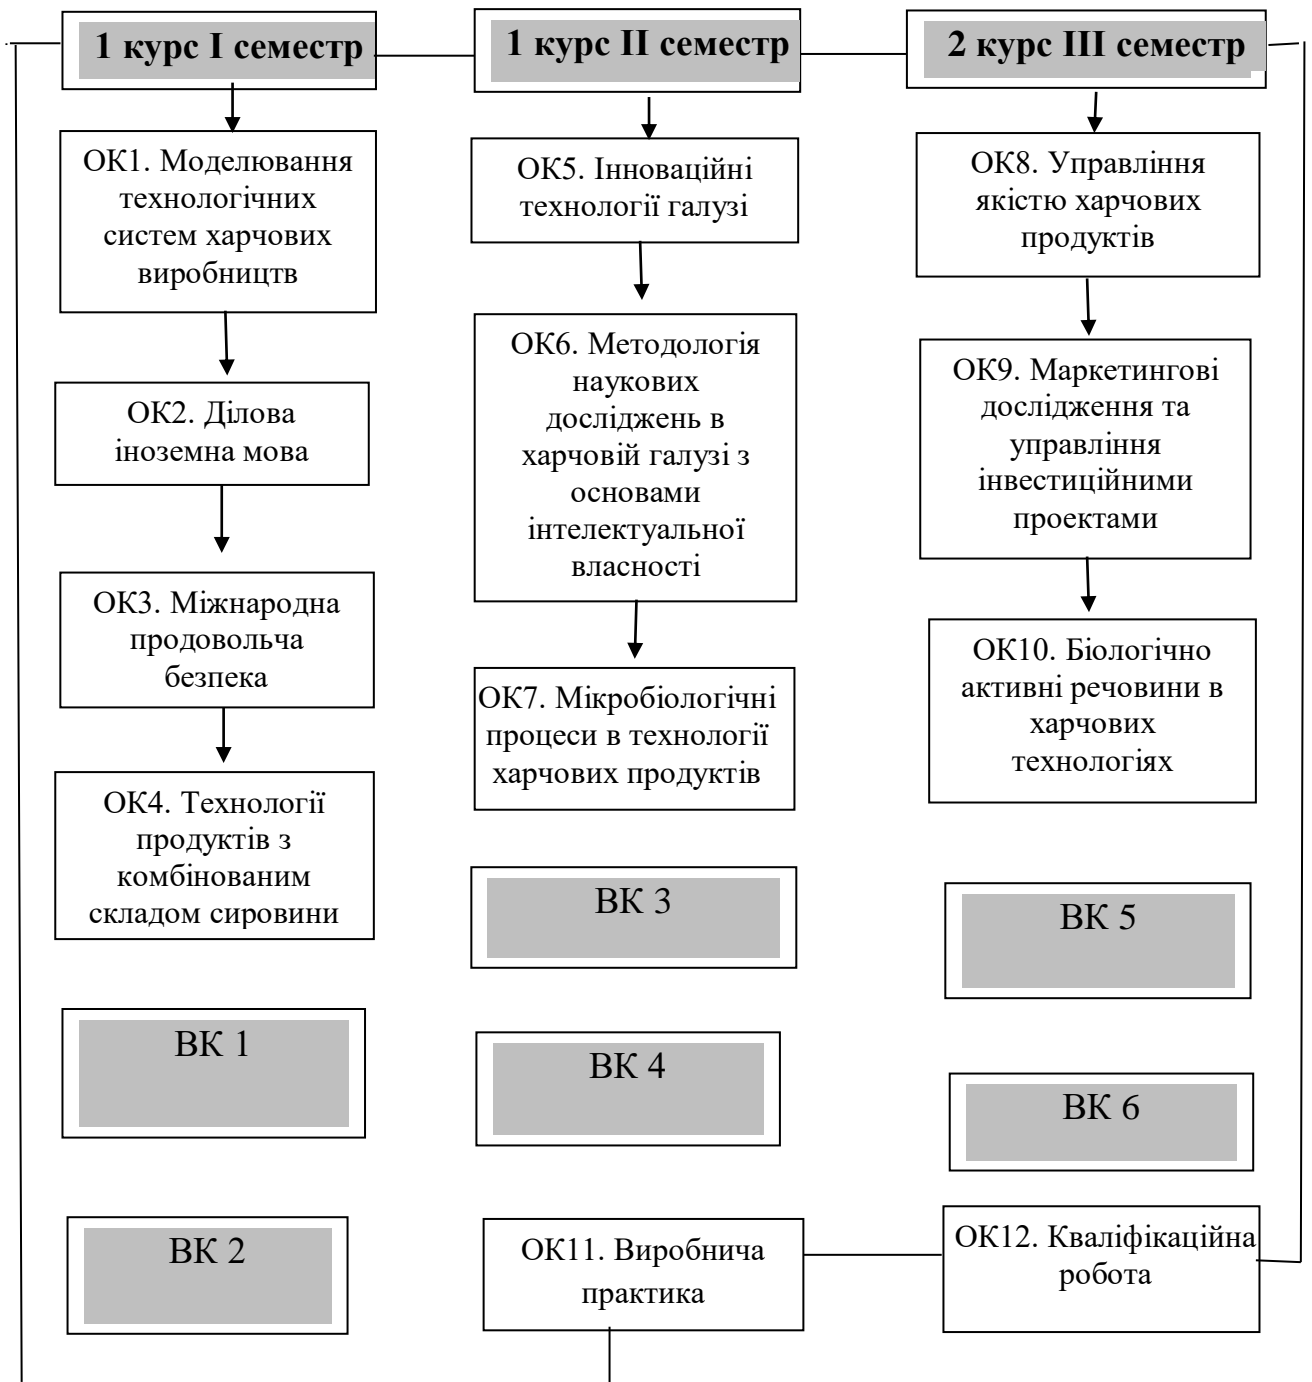 1 курс І семестр
ОК1. Моделювання
технологічних
систем харчових
виробництв
ОК2. Ділова
іноземна мова
ОК3. Міжнародна
продовольча
безпека
ОК4. Технології
продуктів з
комбінованим
складом сировини
ВК 1
ВК 2
1 курс ІІ семестр
ОК5. Інноваційні
технології галузі
ОК6. Методологія
наукових
досліджень в
харчовій галузі з
основами
інтелектуальної
власності
ОК7. Мікробіологічні
процеси в технології
харчових продуктів
ВК 3
ВК 4
ОК11. Виробнича
практика
2 курс ІІІ семестр
ОК8. Управління
якістю харчових
продуктів
ОК9. Маркетингові
дослідження та
управління
інвестиційними
проектами
ОК10. Біологічно
активні речовини в
харчових
технологіях
ВК 5
ВК 6
ОК12. Кваліфікаційна
робота